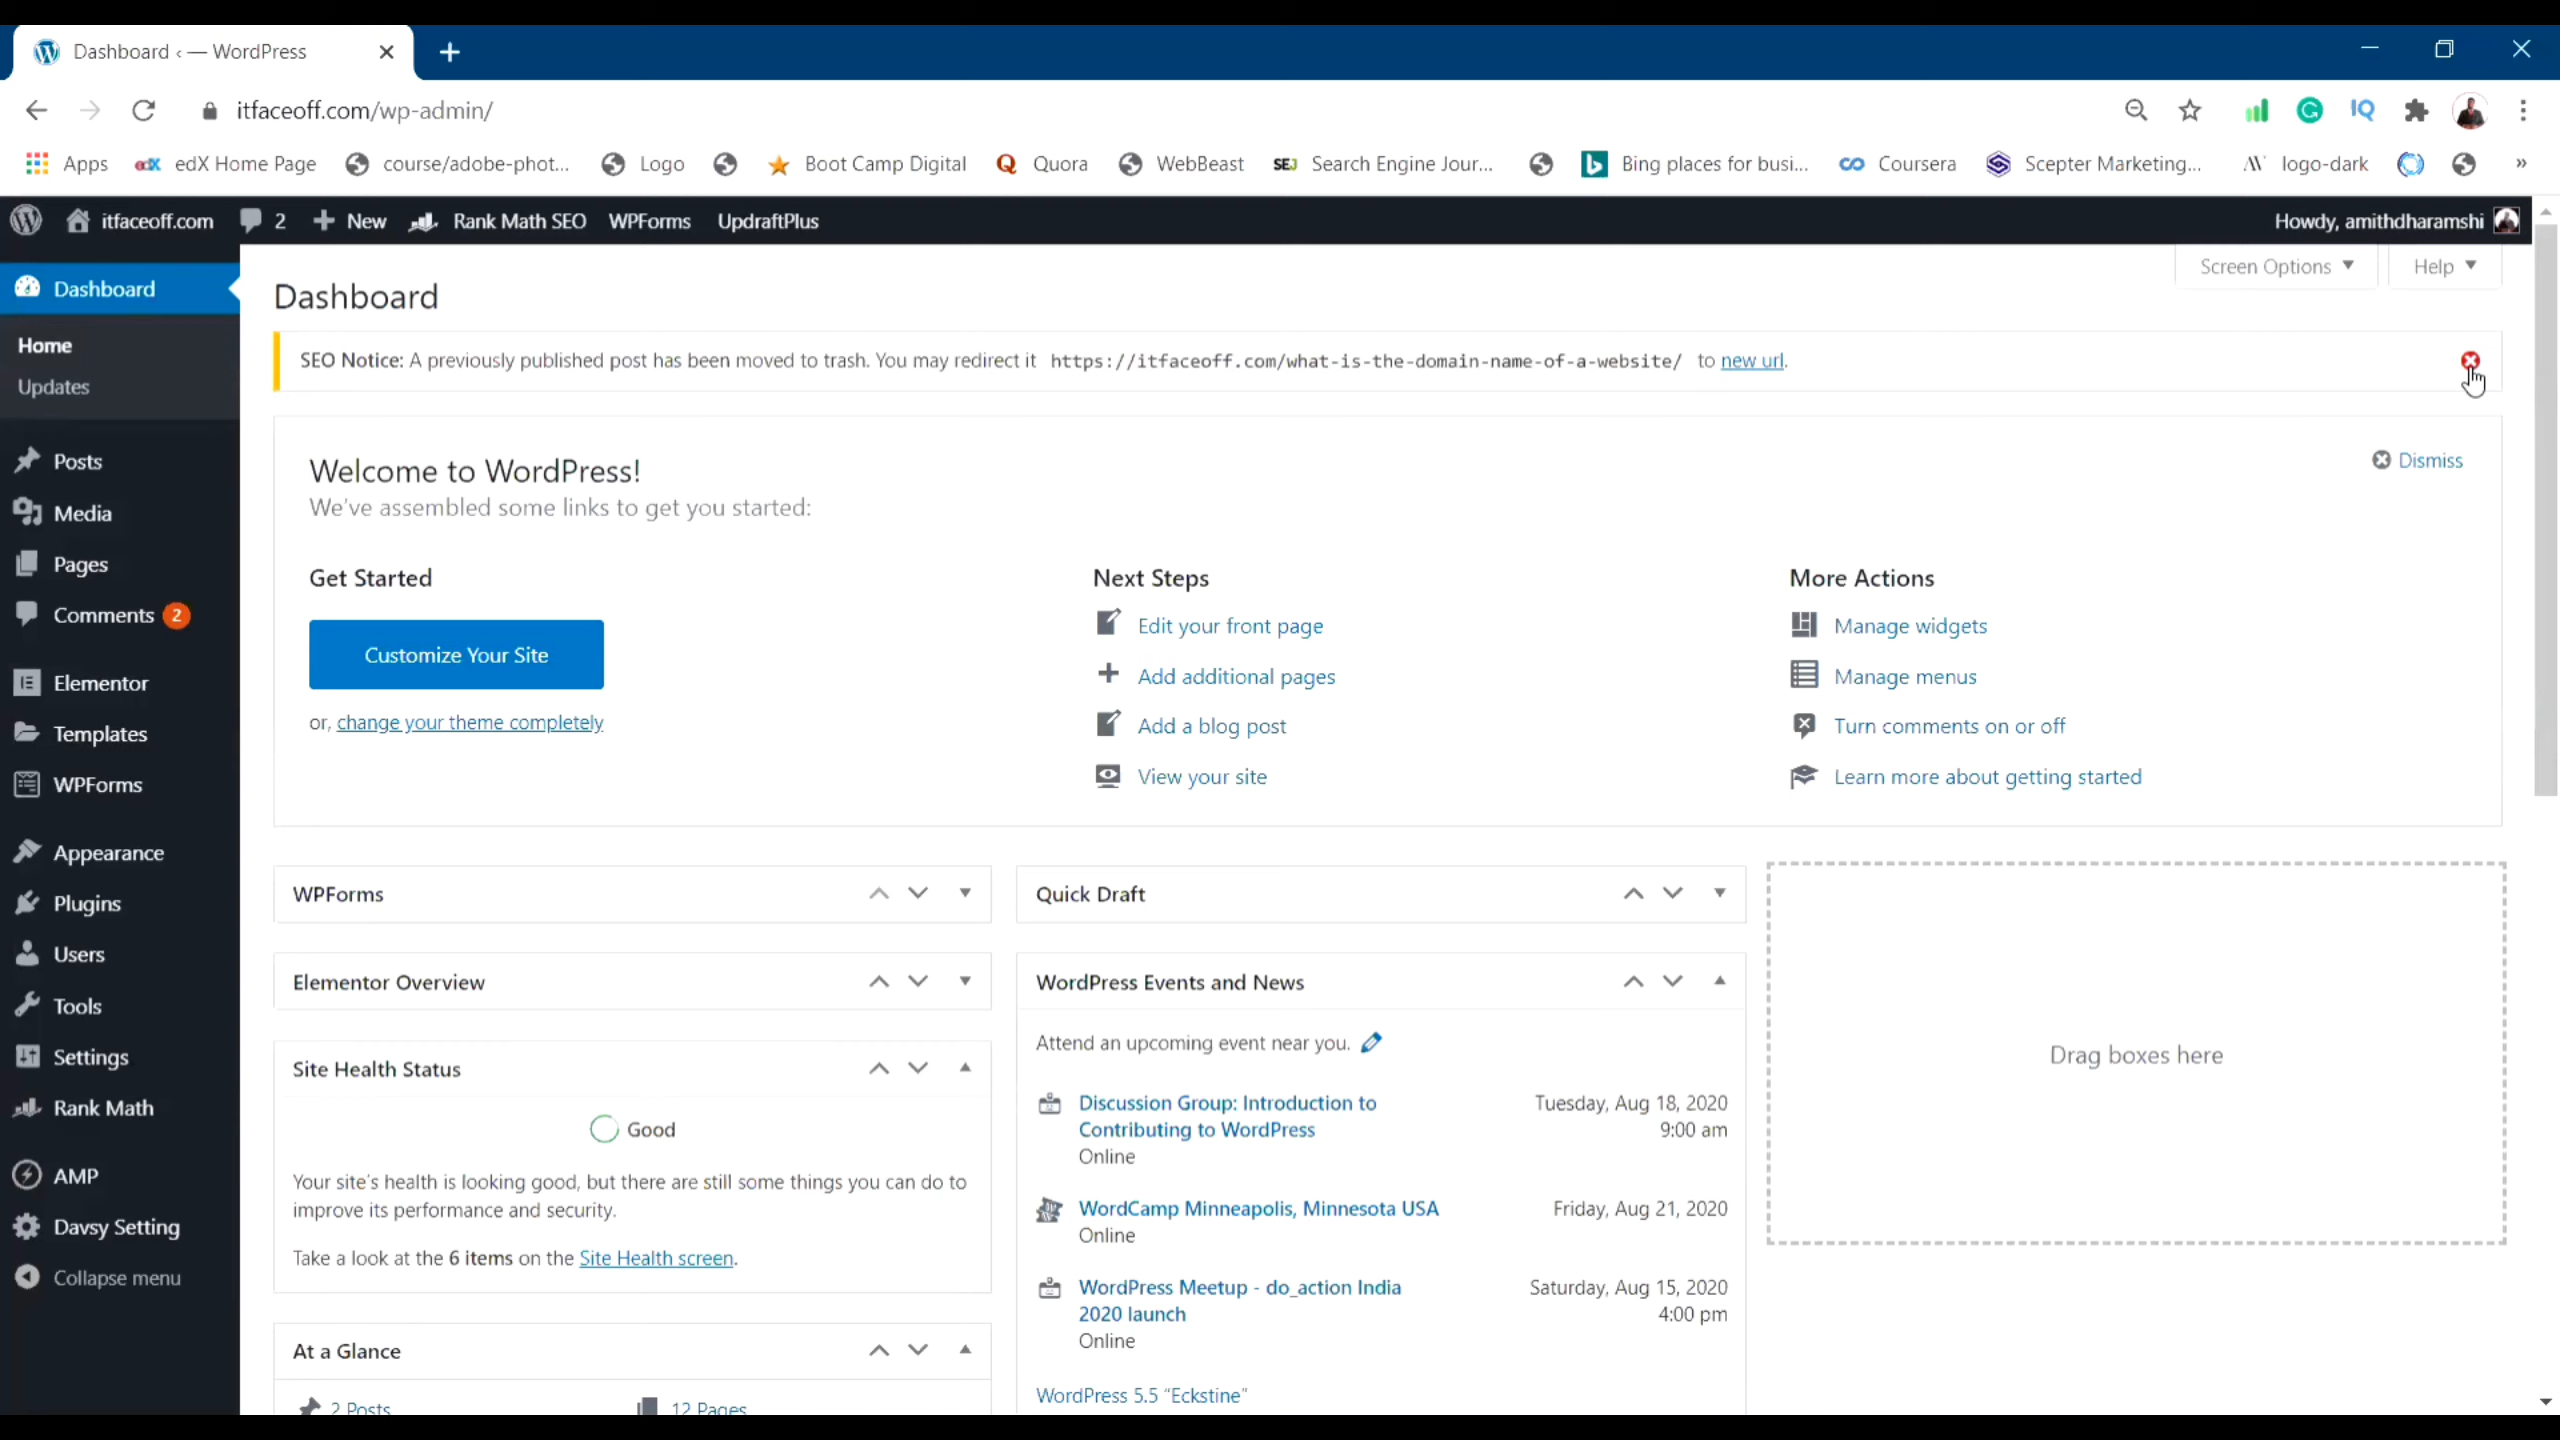 Dashboard ‹ — WordPress
itfaceoff.com/wp-admin/
Apps
edX Home Page
course/adobe-phot...
Logo
Boot Camp Digital
Quora
WebBeast
SEJ Search Engine Jour...
Bing places for busi...
Coursera
Scepter Marketing...
logo-dark
»
itfaceoff.com
2
New
Rank Math SEO
WPForms
UpdraftPlus
Howdy, amithdharamshi
Dashboard
Home
Updates
Posts
Media
Pages
Comments 2
Elementor
Templates
WPForms
Appearance
Plugins
Users
Tools
Settings
Rank Math
AMP
Davsy Setting
Collapse menu
Screen Options
Help
Dashboard
SEO Notice: A previously published post has been moved to trash. You may redirect it https://itfaceoff.com/what-is-the-domain-name-of-a-website/ to new url.
Welcome to WordPress!
We've assembled some links to get you started:
Dismiss
Get Started
Customize Your Site
or, change your theme completely
Next Steps
Edit your front page
Add additional pages
Add a blog post
View your site
More Actions
Manage widgets
Manage menus
Turn comments on or off
Learn more about getting started
WPForms
Elementor Overview
Site Health Status
Good
Your site's health is looking good, but there are still some things you can do to
improve its performance and security.
Take a look at the 6 items on the Site Health screen.
At a Glance
2 Posts
12 Pages
Quick Draft
WordPress Events and News
Attend an upcoming event near you.
Discussion Group: Introduction to
Contributing to WordPress
Online
Tuesday, Aug 18, 2020
9:00 am
WordCamp Minneapolis, Minnesota USA
Online
Friday, Aug 21, 2020
WordPress Meetup - do_action India
2020 launch
Online
Saturday, Aug 15, 2020
4:00 pm
WordPress 5.5 “Eckstine”
Drag boxes here